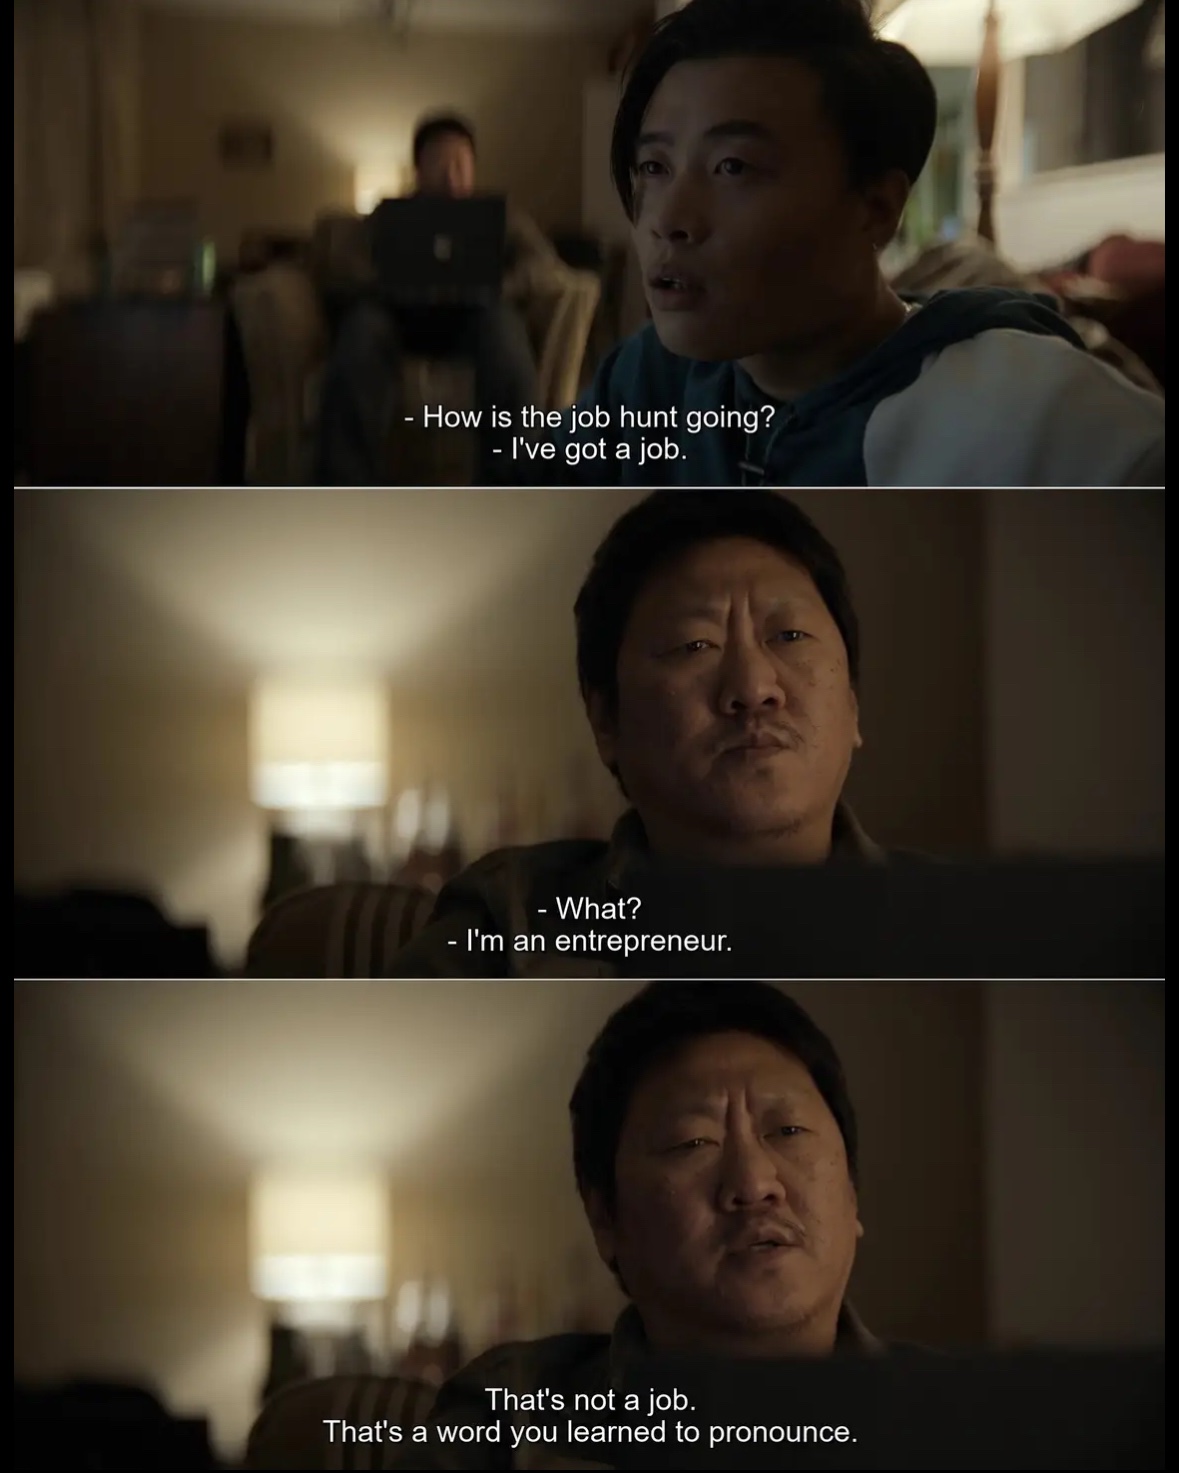 - How is the job hunt going?
- I've got a job.
- What?
- I'm an entrepreneur.
That's not a job.
That's a word you learned to pronounce.